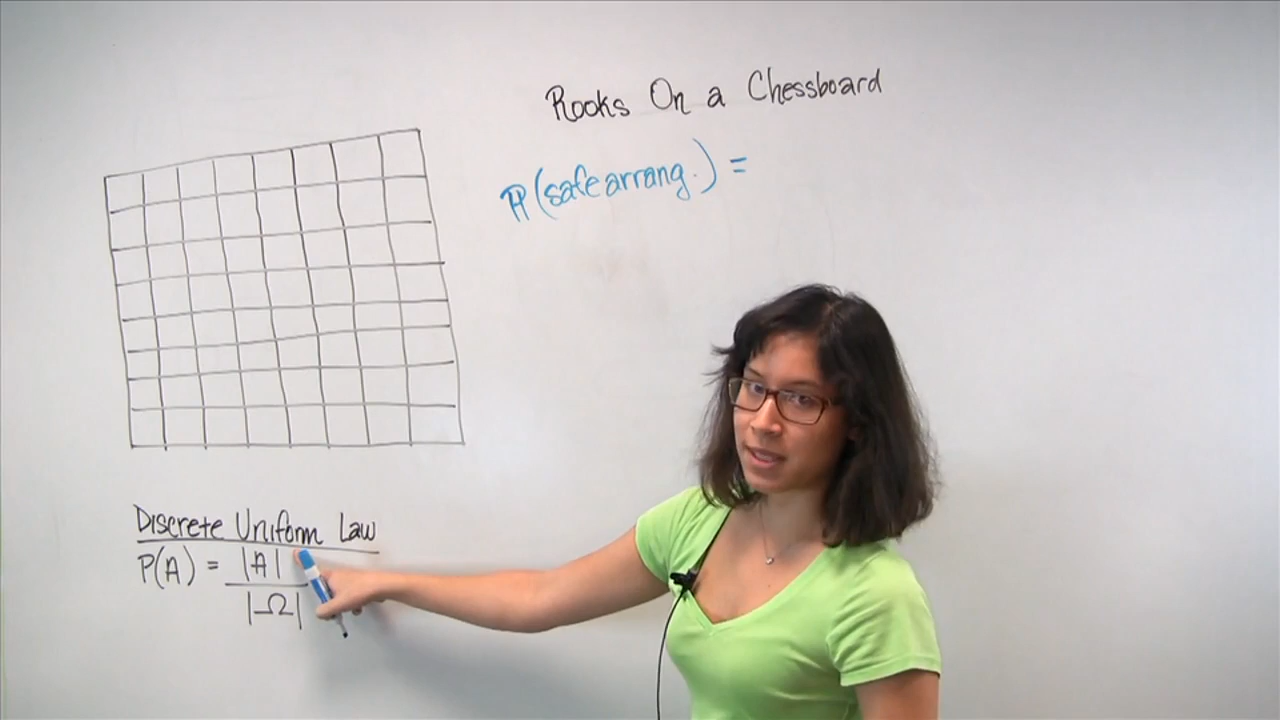 Rooks On a Chessboard
ℙ(safe arrang.) =
Discrete Uniform Law
P(A) = |A|
|Ω|